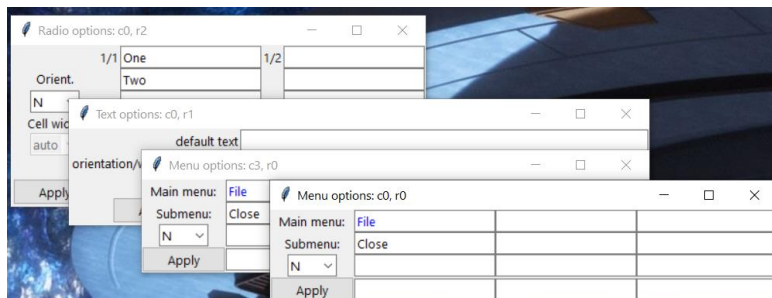 Radio options: c0, r2
1/1 One 1/2
Orient. Two
N
Cell wid
auto
Apply
Text options: c0, r1
default text
orientation/w
Menu options: c3, r0
Main menu: File
Submenu: Close
N
Apply
Menu options: c0, r0
Main menu: File
Submenu: Close
N
Apply